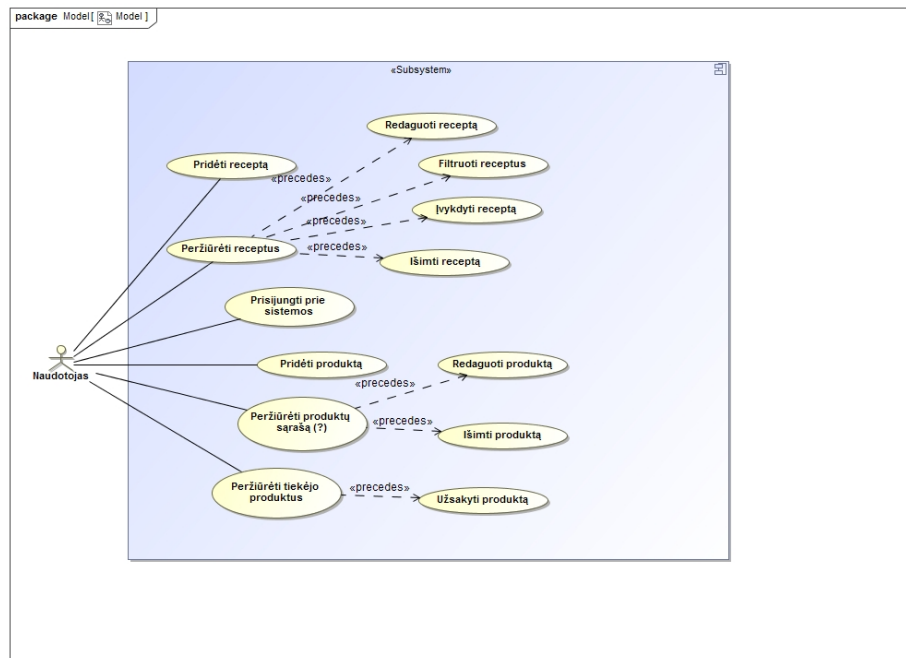 package Model[ Model ]
«Subsystem»
Redaguoti receptą
Pridėti receptą
Filtruoti receptus
«precedes»
«precedes»
Įvykdyti receptą
«precedes»
Peržiūrėti receptus
«precedes»
Išimti receptą
Prisijungti prie
sistemos
Pridėti produktą
Redaguoti produktą
Naudotojas
«precedes»
Peržiūrėti produktų
sąrašą (?)
«precedes»
Išimti produktą
Peržiūrėti tiekėjo
produktus
«precedes»
Užsakyti produktą